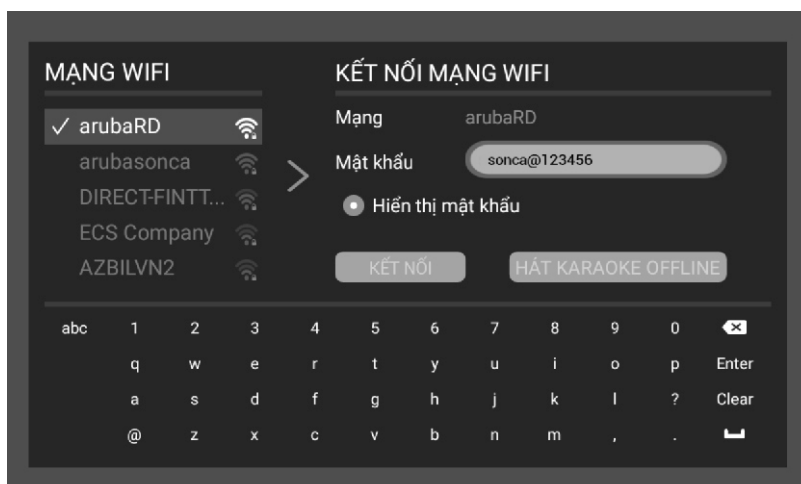 MẠNG WIFI
✓ arubaRD
arubasonca
DIRECT-FINTT...
ECS Company
AZBILVN2
>
KẾT NỐI MẠNG WIFI
Mạng arubaRD
Mật khẩu sonca@123456
Hiển thị mật khẩu
KẾT NỐI HÁT KARAOKE OFFLINE
abc 1 2 3 4 5 6 7 8 9 0
q w e r t y u i o p Enter
a s d f g h j k l ? Clear
@ z x c v b n m , .